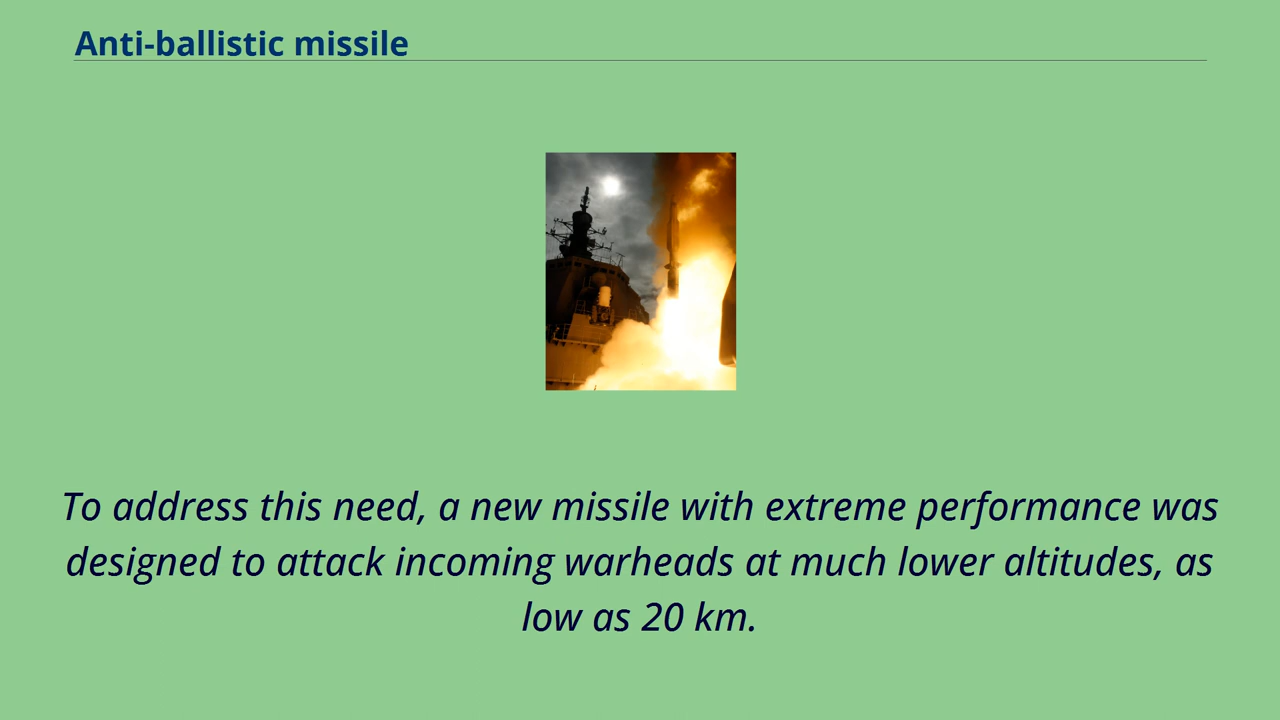 Anti-ballistic missile
To address this need, a new missile with extreme performance was
designed to attack incoming warheads at much lower altitudes, as
low as 20 km.